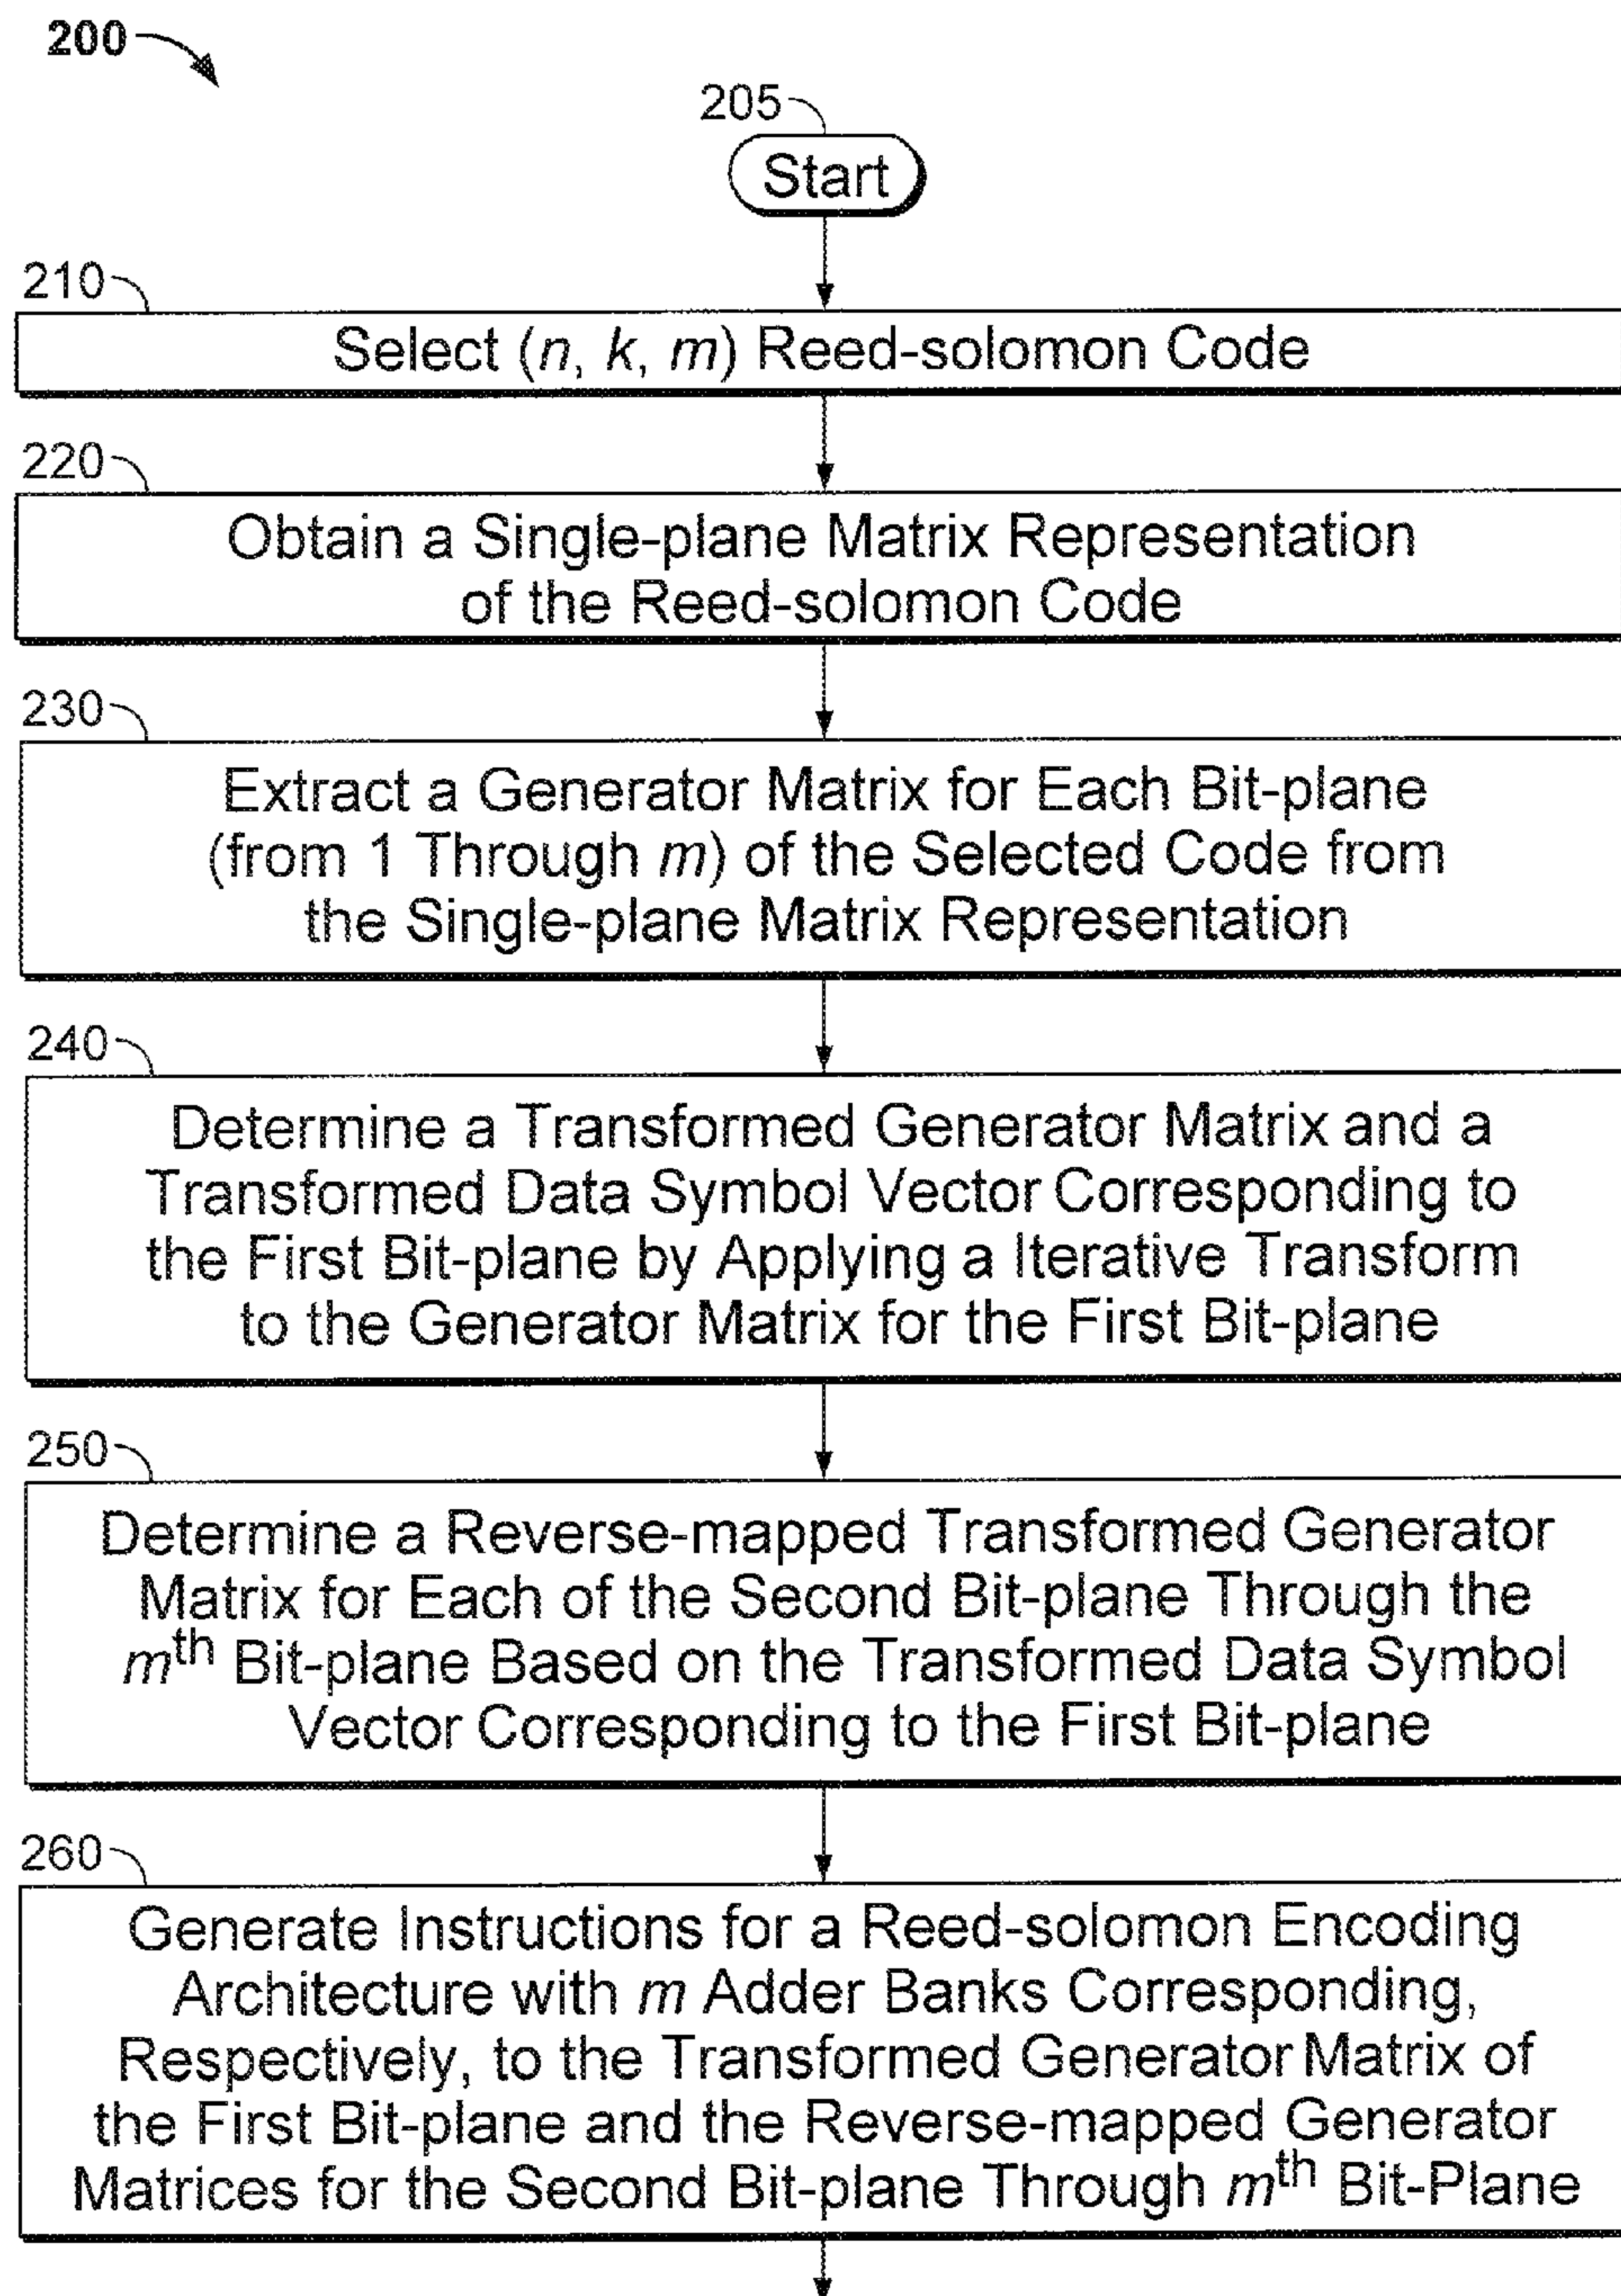 200
205
Start
210
Select (n, k, m) Reed-solomon Code
220
Obtain a Single-plane Matrix Representation
of the Reed-solomon Code
230
Extract a Generator Matrix for Each Bit-plane
(from 1 Through m) of the Selected Code from
the Single-plane Matrix Representation
240
Determine a Transformed Generator Matrix and a
Transformed Data Symbol Vector Corresponding to
the First Bit-plane by Applying a Iterative Transform
to the Generator Matrix for the First Bit-plane
250
Determine a Reverse-mapped Transformed Generator
Matrix for Each of the Second Bit-plane Through the
mth Bit-plane Based on the Transformed Data Symbol
Vector Corresponding to the First Bit-plane
260
Generate Instructions for a Reed-solomon Encoding
Architecture with m Adder Banks Corresponding,
Respectively, to the Transformed Generator Matrix of
the First Bit-plane and the Reverse-mapped Generator
Matrices for the Second Bit-plane Through mth Bit-Plane